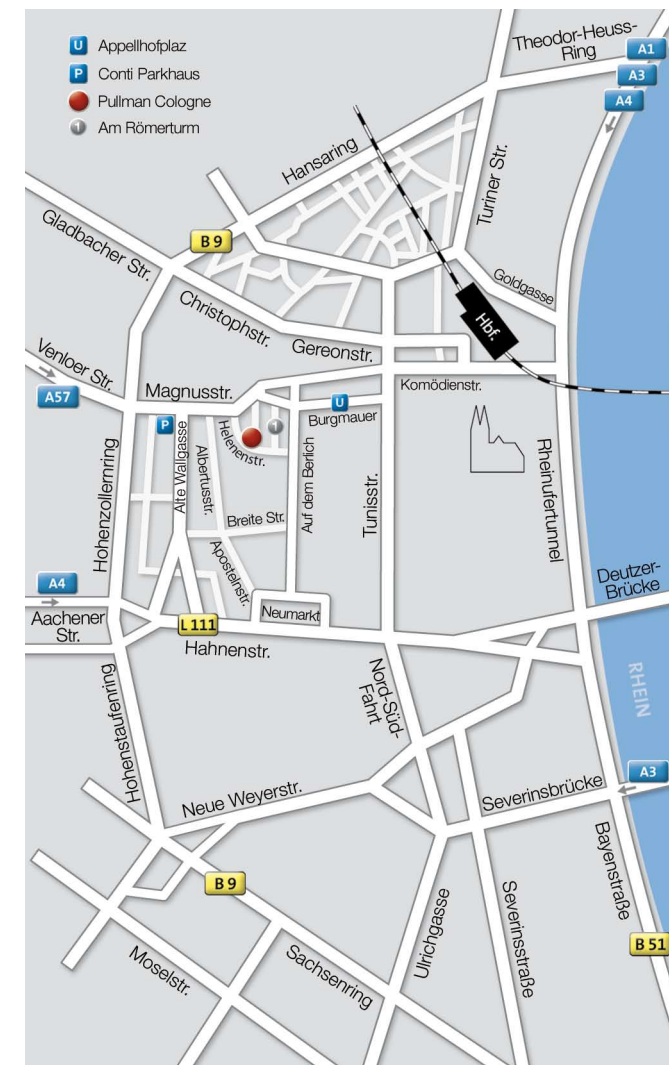 U Appellhofplaz
P Conti Parkhaus
Pullman Cologne
1 Am Römerturm
Theodor-Heuss-
Ring
A1
A3
A4
Hansaring
Turiner Str.
B 9
Gladbacher Str.
Goldgasse
Christophstr.
Hbf.
Gereonstr.
Venloer Str.
A57
Magnusstr.
Komödienstr.
U
Burgmauer
P
1
Helenenstr.
Alte Wallgasse
Albertusstr.
Auf dem Berlich
Tunisstr.
Hohenzollernring
Rheinufertunnel
Breite Str.
Apostelnstr.
A4
Aachener
Str.
Neumarkt
L 111
Hahnenstr.
Deutzer-
Brücke
RHEIN
Nord-Süd-
Fahrt
Hohenstaufenring
A3
Neue Weyerstr.
Severinsbrücke
Bayenstraße
B 9
Ulrichgasse
Severinsstraße
B 51
Moselstr.
Sachsenring